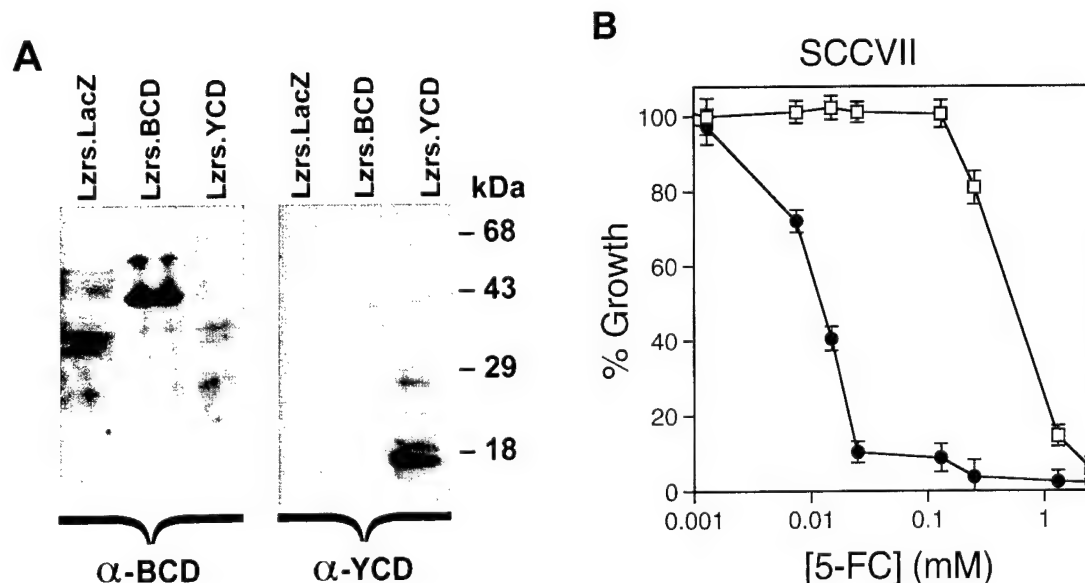 A
Lzrs.LacZ
Lzrs.BCD
Lzrs.YCD
Lzrs.LacZ
Lzrs.BCD
Lzrs.YCD
kDa
– 68
– 43
– 29
– 18
α-BCD
α-YCD
B
SCCVII
% Growth
100
80
60
40
20
0
0.001
0.01
0.1
1
[5-FC] (mM)